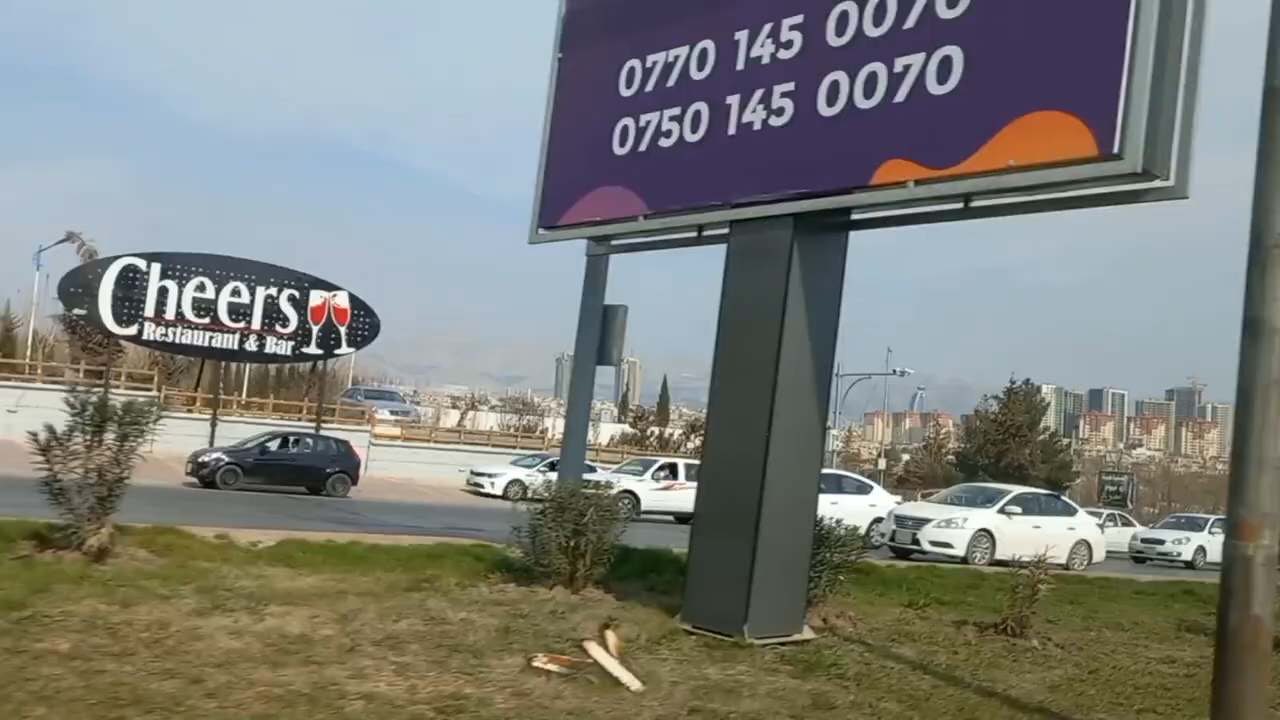 0770 145 0070
0750 145 0070
Cheers
Restaurant & Bar